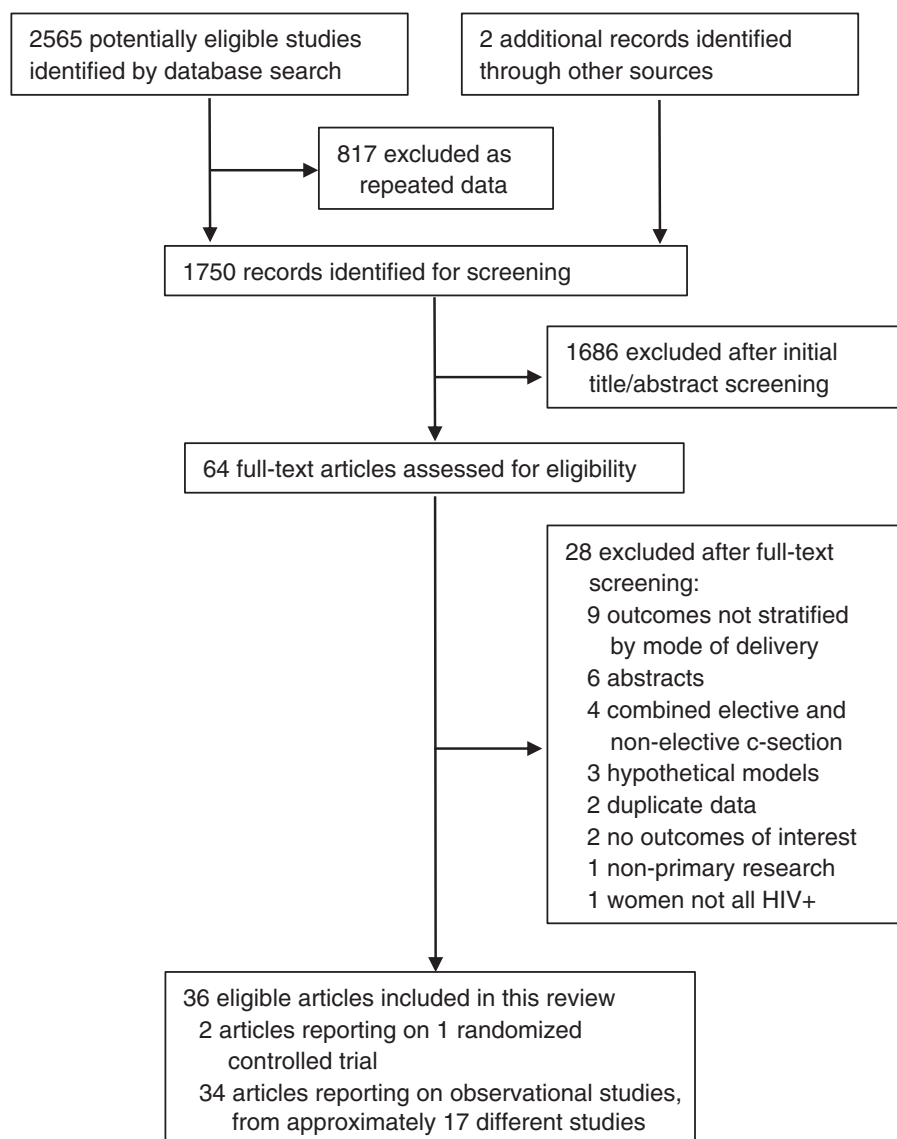 2565 potentially eligible studies
identified by database search
2 additional records identified
through other sources
817 excluded as
repeated data
1750 records identified for screening
1686 excluded after initial
title/abstract screening
64 full-text articles assessed for eligibility
28 excluded after full-text
screening:
9 outcomes not stratified
by mode of delivery
6 abstracts
4 combined elective and
non-elective c-section
3 hypothetical models
2 duplicate data
2 no outcomes of interest
1 non-primary research
1 women not all HIV+
36 eligible articles included in this review
2 articles reporting on 1 randomized
controlled trial
34 articles reporting on observational studies,
from approximately 17 different studies